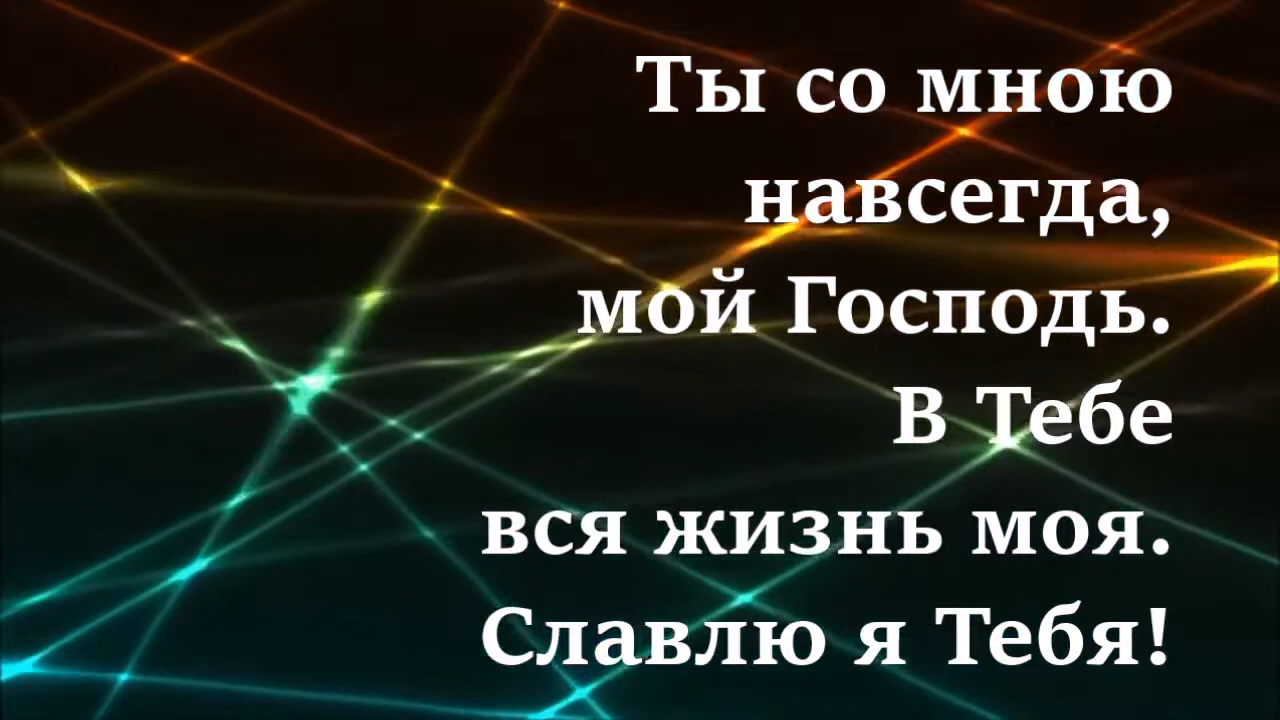 Ты со мною
навсегда,
мой Господь.
В Тебе
вся жизнь моя.
Славлю я Тебя!